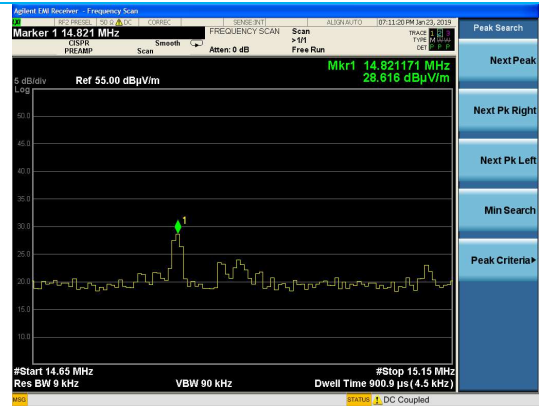 Agilent EMI Receiver - Frequency Scan
RF2 PRESEL 50 Ω DC CORREC SENSE:INT ALIGN AUTO 07:11:20 PM Jan 23, 2019
Marker 1 14.821 MHz FREQUENCY SCAN Scan TRACE 1 2 3
CISPR Smooth >1/1 TYPE M W W
PREAMP Scan Atten: 0 dB Free Run DET P P P
Mkr1 14.821171 MHz
5 dB/div Ref 55.00 dBµV/m 28.616 dBµV/m
Log
50.0
45.0
40.0
35.0
30.0
25.0
20.0
15.0
10.0
1
#Start 14.65 MHz #Stop 15.15 MHz
Res BW 9 kHz VBW 90 kHz Dwell Time 900.9 µs (4.5 kHz)
MSG STATUS DC Coupled
Peak Search
Next Peak
Next Pk Right
Next Pk Left
Min Search
Peak Criteria